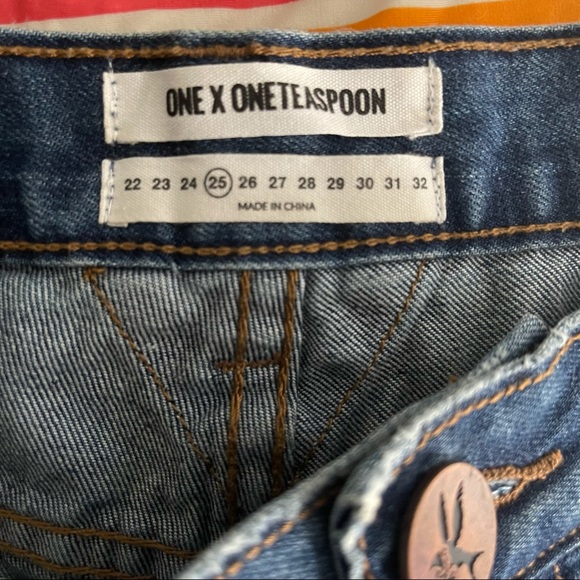 ONE X ONETEASPOON
22 23 24 25 26 27 28 29 30 31 32
MADE IN CHINA